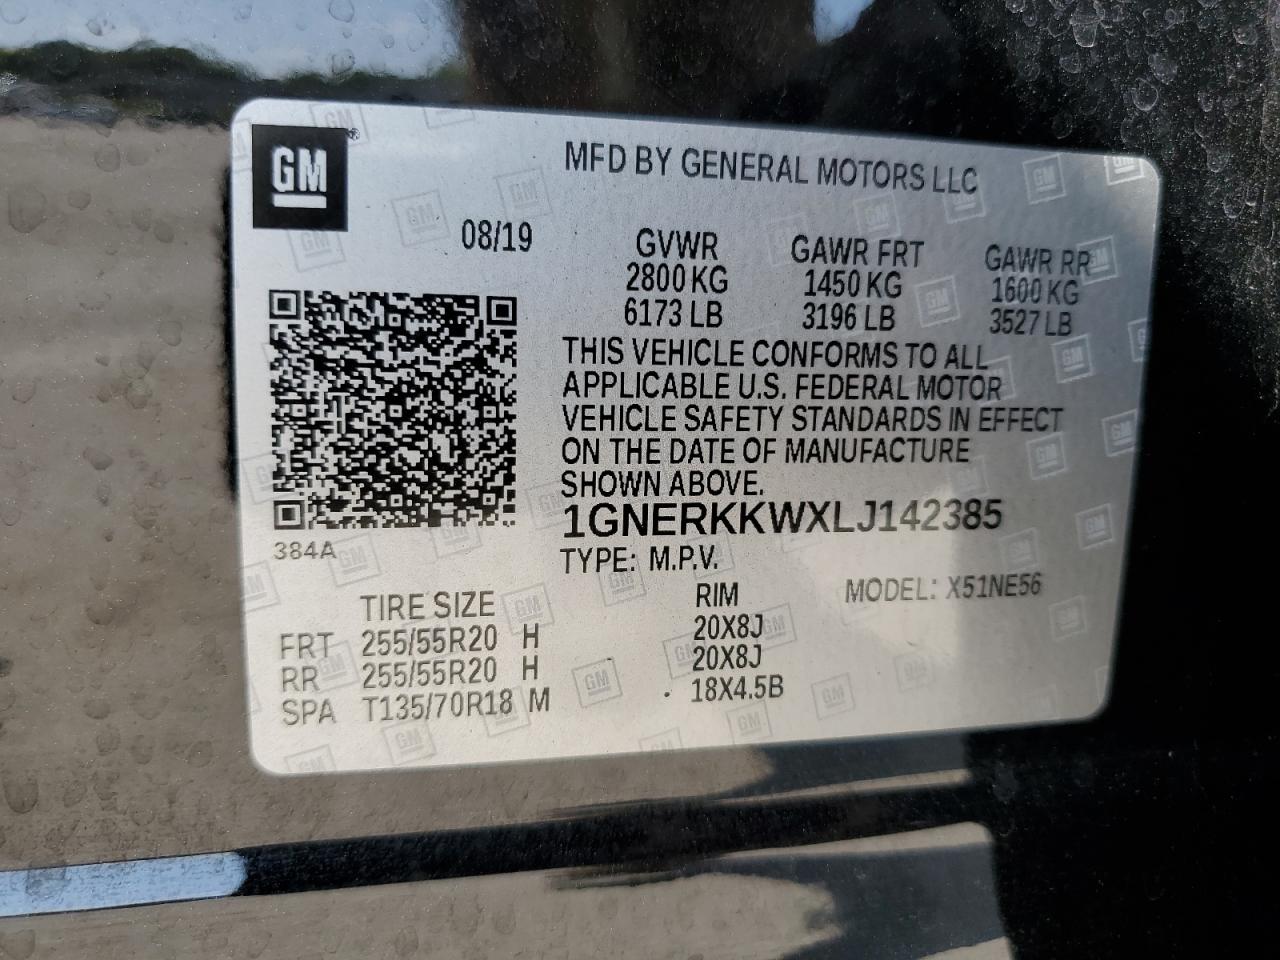 GM
MFD BY GENERAL MOTORS LLC
08/19
GVWR GAWR FRT GAWR RR
2800 KG 1450 KG 1600 KG
6173 LB 3196 LB 3527 LB
THIS VEHICLE CONFORMS TO ALL
APPLICABLE U.S. FEDERAL MOTOR
VEHICLE SAFETY STANDARDS IN EFFECT
ON THE DATE OF MANUFACTURE
SHOWN ABOVE.
1GNERKKWXLJ142385
384A
TYPE: M.P.V.
MODEL: X51NE56
TIRE SIZE RIM
FRT 255/55R20 H 20X8J
RR 255/55R20 H 20X8J
SPA T135/70R18 M 18X4.5B